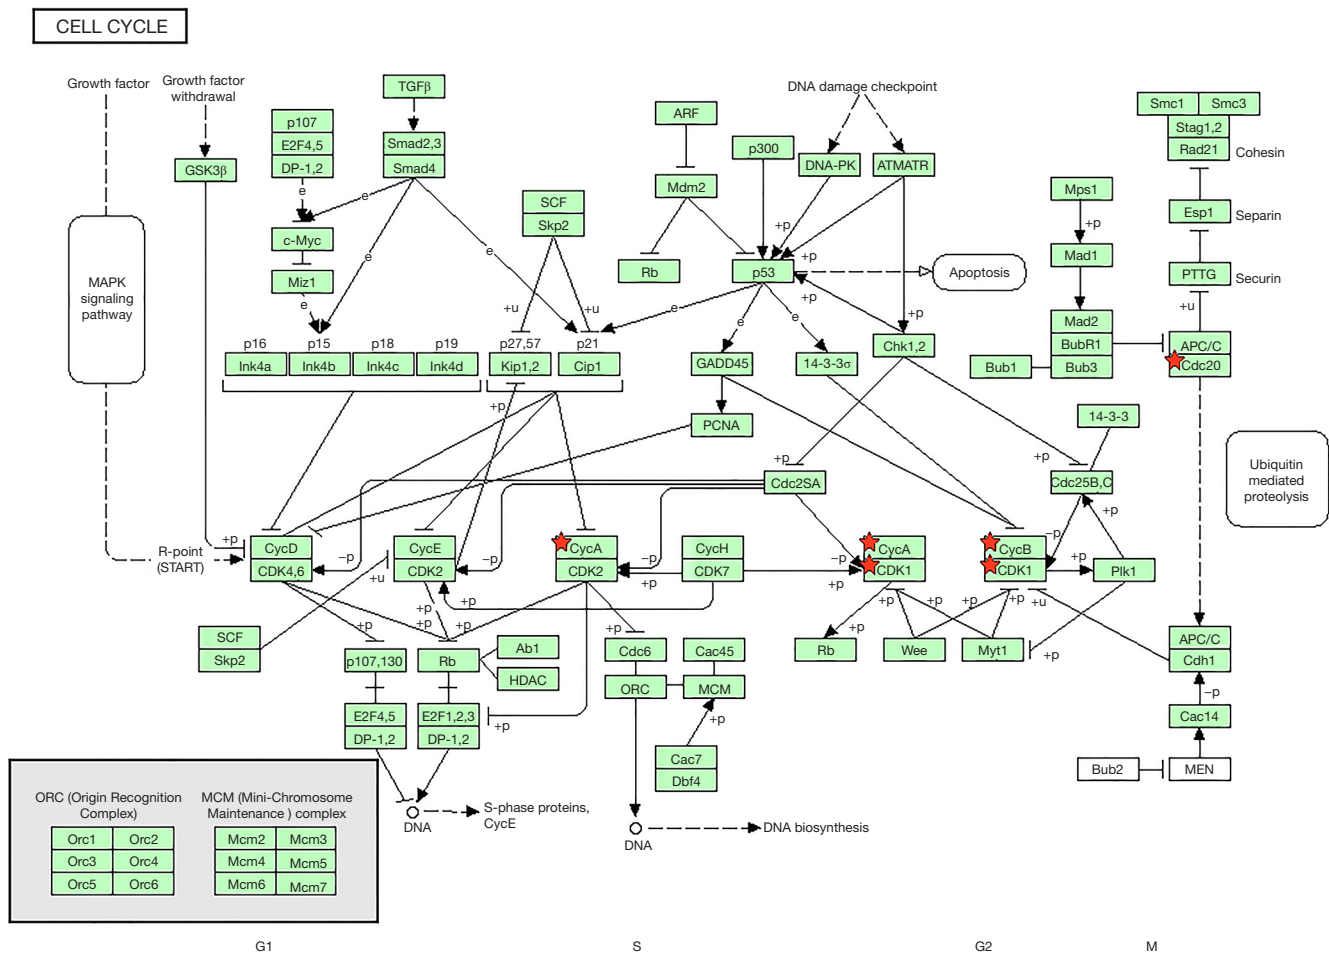 CELL CYCLE
Growth factor
Growth factor
withdrawal
TGFβ
DNA damage checkpoint
p107
E2F4,5
DP-1,2
Smad2,3
Smad4
GSK3β
ARF
p300
DNA-PK
ATMATR
Smc1
Smc3
Stag1,2
Rad21
Cohesin
e
e
c-Myc
Miz1
SCF
Skp2
Mdm2
Mps1
Esp1
Separin
+p
+p
+p
e
e
e
MAPK
signaling
pathway
Rb
p53
Apoptosis
Mad1
PTTG
Securin
+p
+u
+u
+u
e
e
e
+p
p16
p15
p18
p19
p27,57
p21
Ink4a
Ink4b
Ink4c
Ink4d
Kip1,2
Cip1
GADD45
14-3-3σ
Chk1,2
Mad2
BubR1
Bub3
Bub1
APC/C
Cdc20
+p
PCNA
14-3-3
+p
+p
Cdc2SA
Cdc25B,C
Ubiquitin
mediated
proteolysis
+p
R-point
(START)
+p
CycD
CDK4,6
–p
CycE
CDK2
–p
CycA
CDK2
–p
+p
CycH
CDK7
–p
+p
CycA
CDK1
CycB
CDK1
–p
+p
Plk1
+u
+p
+p
+p
+p
+p
+p
+p
+p
+p
+p
+p
+u
SCF
Skp2
p107,130
Rb
Ab1
HDAC
Cdc6
Cac45
ORC
MCM
Rb
Wee
Myt1
+p
APC/C
Cdh1
–p
E2F4,5
DP-1,2
E2F1,2,3
DP-1,2
+p
+p
Cac7
Dbf4
Cac14
Bub2
MEN
DNA
S-phase proteins,
CycE
DNA
DNA biosynthesis
ORC (Origin Recognition
Complex)
MCM (Mini-Chromosome
Maintenance ) complex
Orc1
Orc2
Mcm2
Mcm3
Orc3
Orc4
Mcm4
Mcm5
Orc5
Orc6
Mcm6
Mcm7
G1
S
G2
M